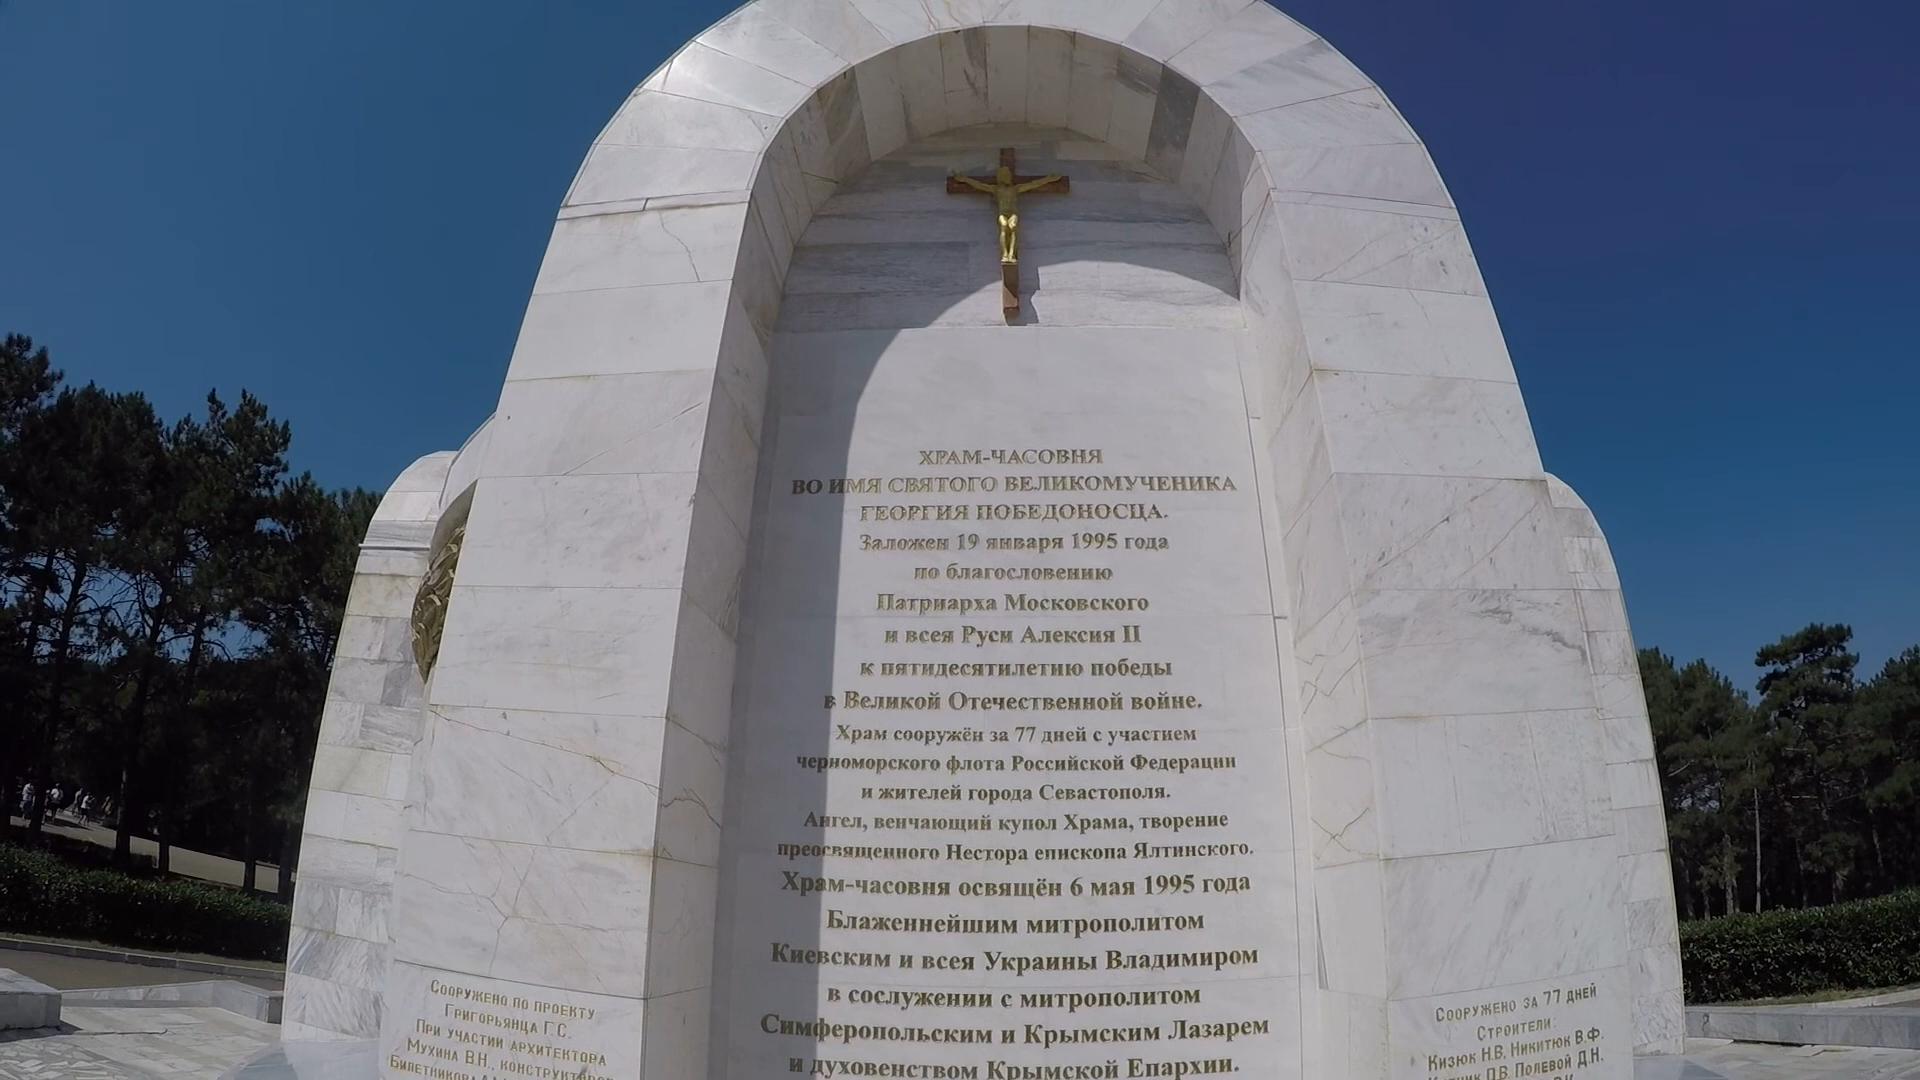 ХРАМ-ЧАСОВНЯ
ВО ИМЯ СВЯТОГО ВЕЛИКОМУЧЕНИКА
ГЕОРГИЯ ПОБЕДОНОСЦА.
Заложен 19 января 1995 года
по благословению
Патриарха Московского
и всея Руси Алексия II
к пятидесятилетию победы
в Великой Отечественной войне.
Храм сооружён за 77 дней с участием
черноморского флота Российской Федерации
и жителей города Севастополя.
Ангел, венчающий купол Храма, творение
преосвященного Нестора епископа Ялтинского.
Храм-часовня освящён 6 мая 1995 года
Блаженнейшим митрополитом
Киевским и всея Украины Владимиром
в сослужении с митрополитом
Симферопольским и Крымским Лазарем
и духовенством Крымской Епархии.
Сооружено по проекту
Григорьянца Г.С.
При участии архитектора
Мухина В.Н., конструкторов
Сооружено за 77 дней
Строители:
Кизюк Н.В. Никитюк В.Ф.
П.В. Полевой Д.Н.